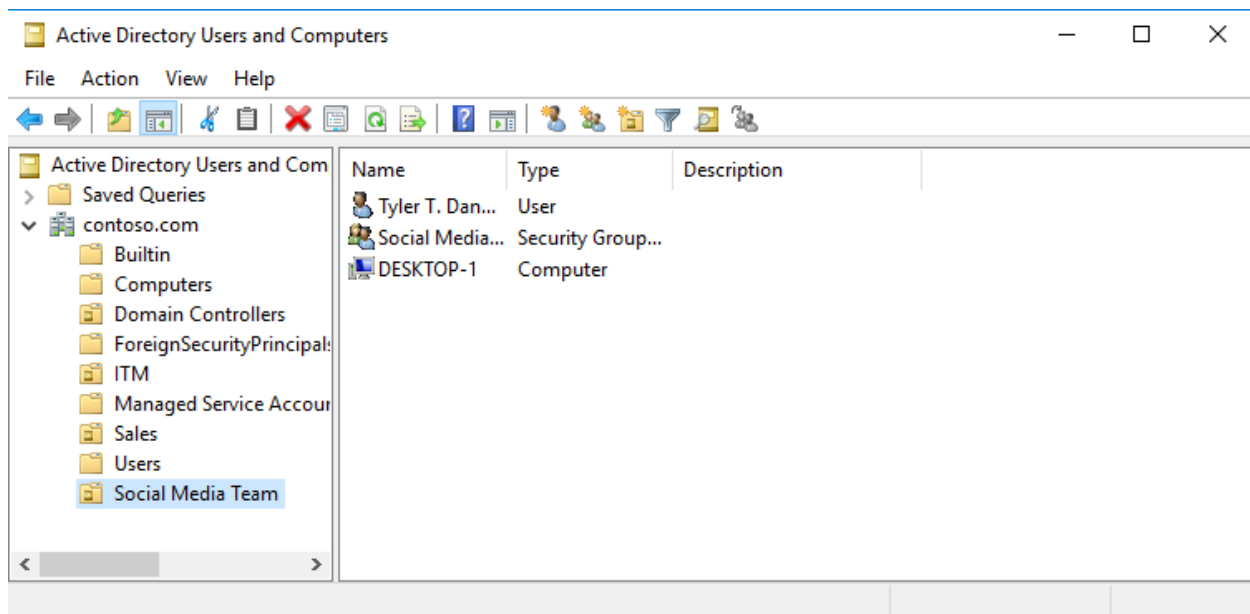 Active Directory Users and Computers
File Action View Help
Active Directory Users and Com
Saved Queries
contoso.com
Builtin
Computers
Domain Controllers
ForeignSecurityPrincipals
ITM
Managed Service Accour
Sales
Users
Social Media Team
Name Type Description
Tyler T. Dan... User
Social Media... Security Group...
DESKTOP-1 Computer